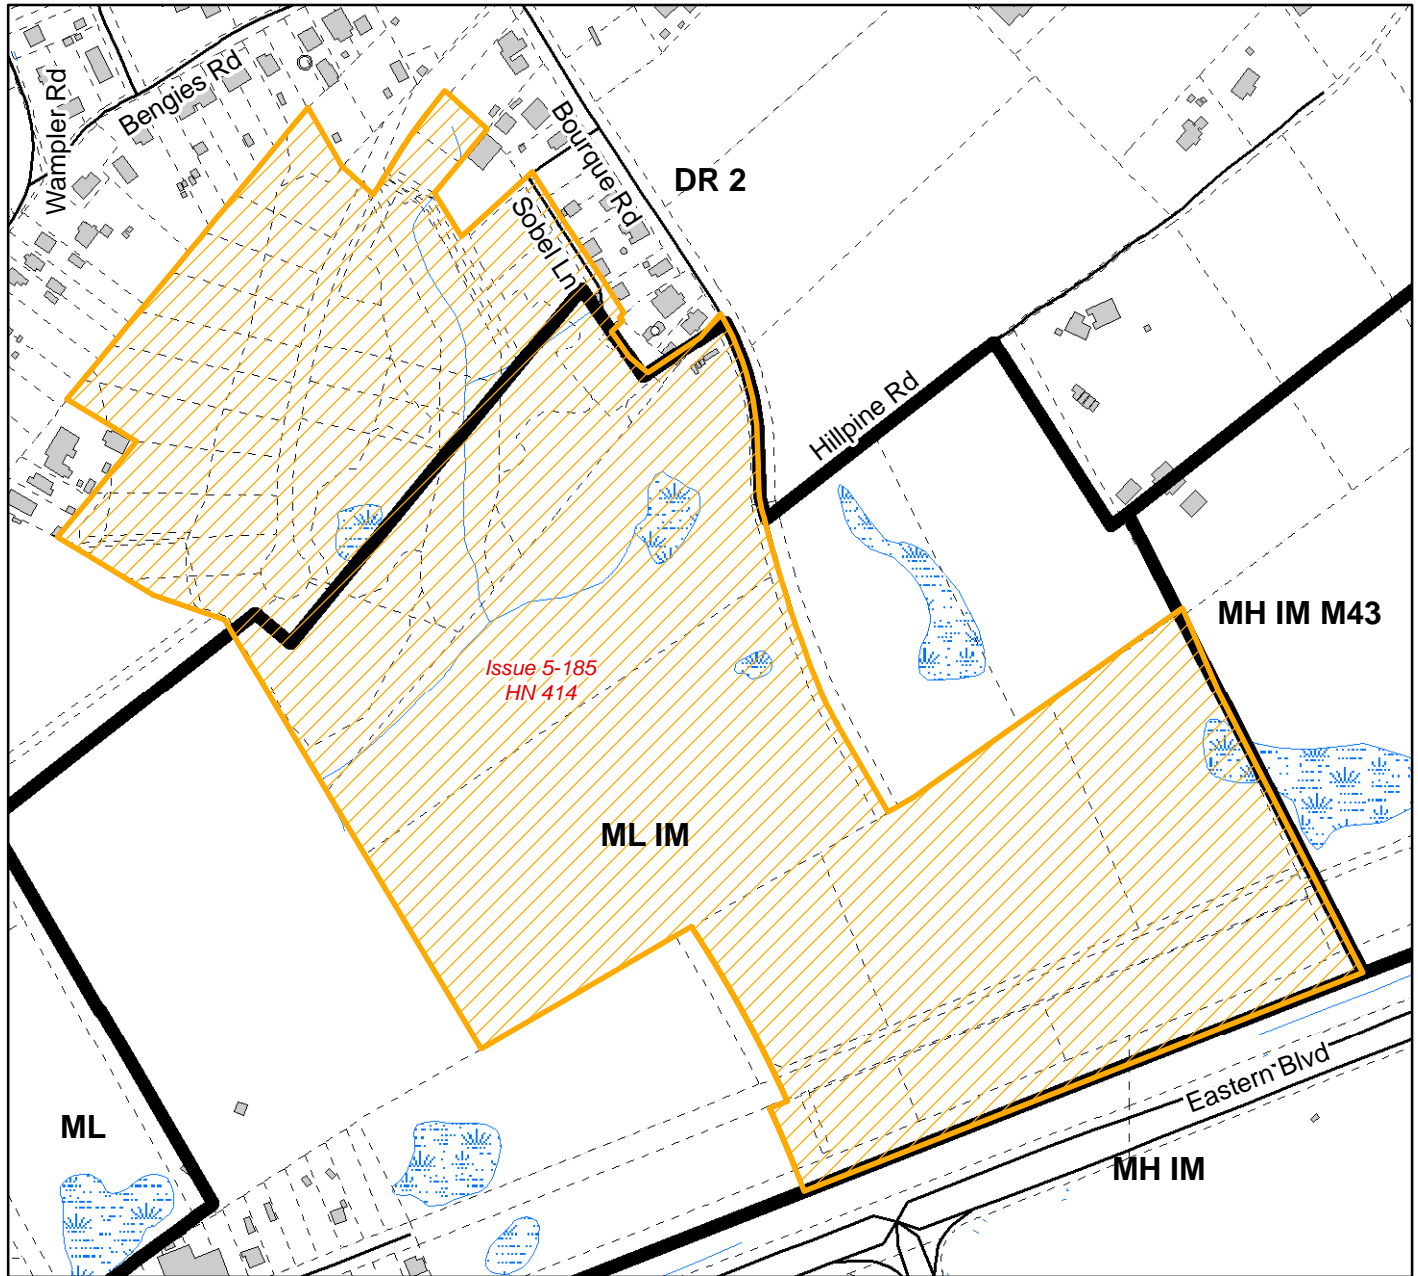 Wampler Rd
Bengies Rd
Bourque Rd
DR 2
Sobel Ln
Hillpine Rd
MH IM M43
Issue 5-185
HN 414
ML IM
Eastern Blvd
ML
MH IM